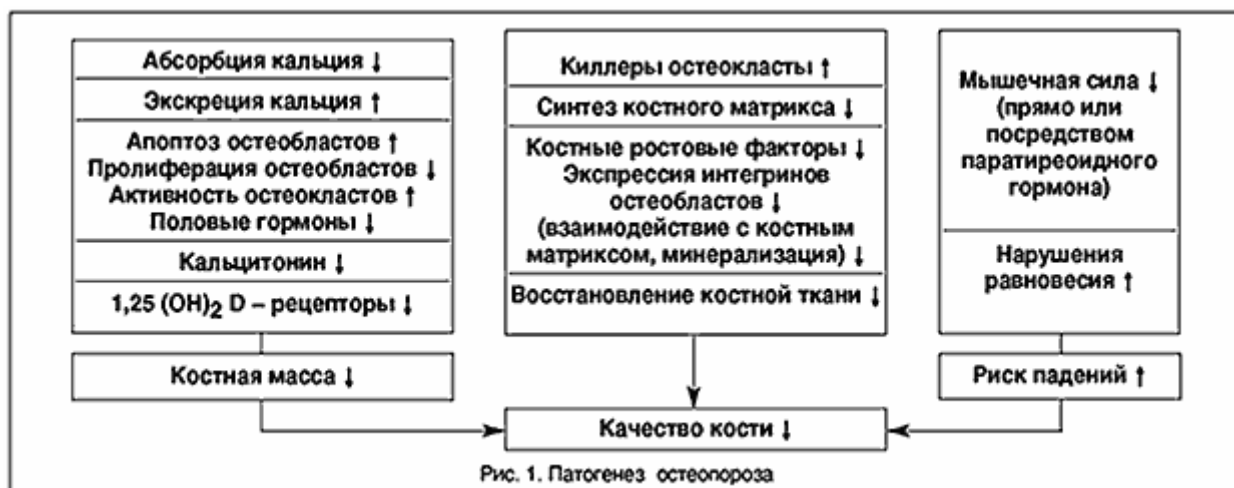 Абсорбция кальция ↓
Экскреция кальция ↑
Апоптоз остеобластов ↑
Пролиферация остеобластов ↓
Активность остеокластов ↑
Половые гормоны ↓
Кальцитонин ↓
1,25 (ОН)₂ D – рецепторы ↓
Костная масса ↓
Киллеры остеокласты ↑
Синтез костного матрикса ↓
Костные ростовые факторы ↓
Экспрессия интегринов
остеобластов ↓
(взаимодействие с костным
матриксом, минерализация) ↓
Восстановление костной ткани ↓
Мышечная сила ↓
(прямо или
посредством
паратиреоидного
гормона)
Нарушения
равновесия ↑
Риск падений ↑
Качество кости ↓
Рис. 1. Патогенез остеопороза